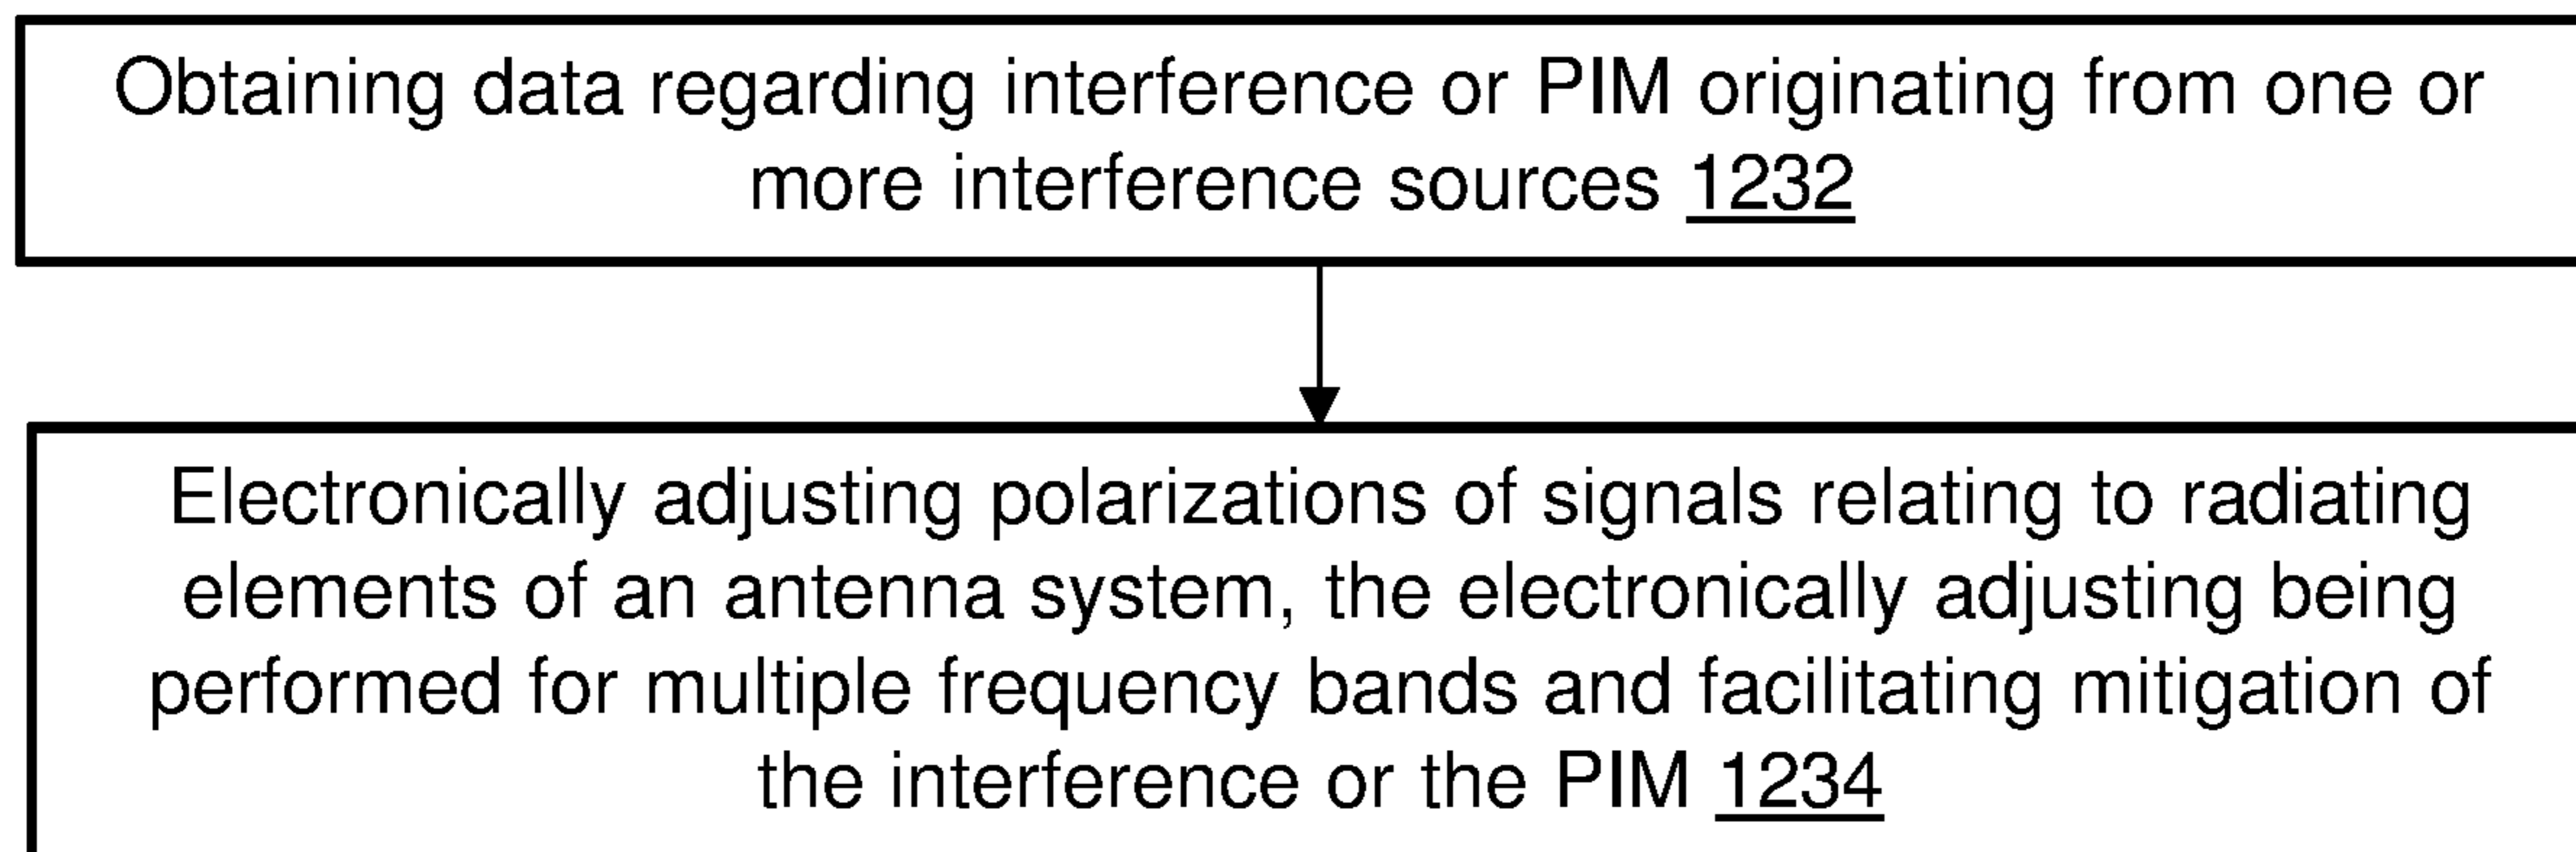 Obtaining data regarding interference or PIM originating from one or
more interference sources 1232
Electronically adjusting polarizations of signals relating to radiating
elements of an antenna system, the electronically adjusting being
performed for multiple frequency bands and facilitating mitigation of
the interference or the PIM 1234